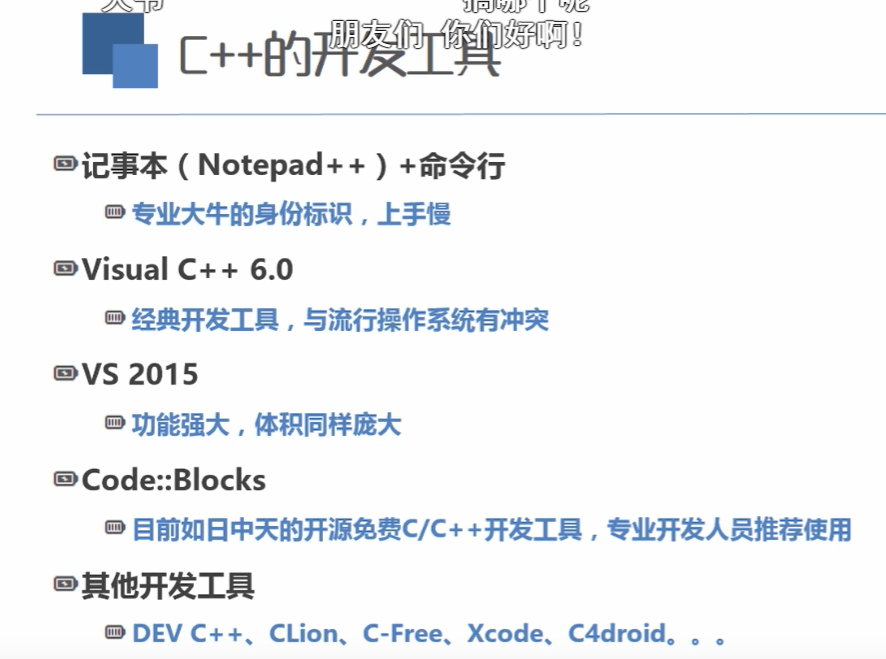 搞哪个呢
朋友们 你们好啊!
C++的开发工具
记事本（Notepad++）+命令行
专业大牛的身份标识，上手慢
Visual C++ 6.0
经典开发工具，与流行操作系统有冲突
VS 2015
功能强大，体积同样庞大
Code::Blocks
目前如日中天的开源免费C/C++开发工具，专业开发人员推荐使用
其他开发工具
DEV C++、CLion、C-Free、Xcode、C4droid。。。